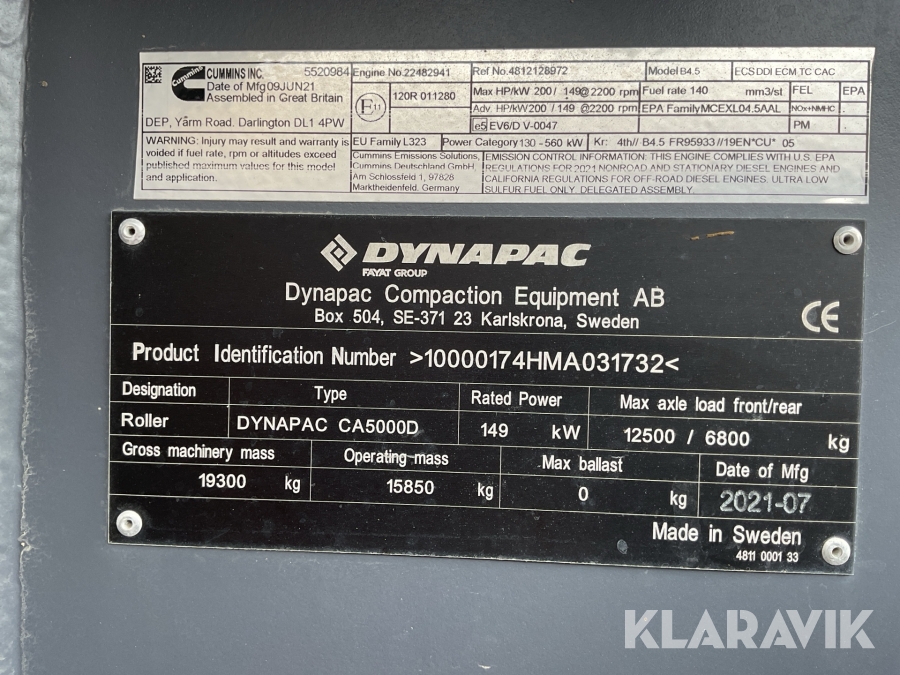 Cummins
CUMMINS INC. 5520984
Date of Mfg 09JUN21
Assembled in Great Britain
DEP, Yarm Road. Darlington DL1 4PW
Engine No.22482941
E11
120R 011280
Ref No.4812128972
Model B4.5
ECS DDI ECM TC CAC
Max HP/kW 200 / 149 @ 2200 rpm
Fuel rate 140 mm3/st
FEL
EPA
Adv. HP/kW 200 / 149 @ 2200 rpm
EPA Family MCEXL04.5AAL
NOx+NMHC
e5 EV6/D V-0047
PM
WARNING: Injury may result and warranty is
voided if fuel rate, rpm or altitudes exceed
published maximum values for this model
and application.
EU Family L323
Power Category 130 - 560 kW
Kr: 4th// B4.5 FR95933 //19EN*CU* 05
Cummins Emissions Solutions,
Cummins Deutschland GmbH
Am Schlossfeld 1, 97828
Marktheidenfeld. Germany
EMISSION CONTROL INFORMATION: THIS ENGINE COMPLIES WITH U.S. EPA
REGULATIONS FOR 2021 NONROAD AND STATIONARY DIESEL ENGINES AND
CALIFORNIA REGULATIONS FOR OFF-ROAD DIESEL ENGINES. ULTRA LOW
SULFUR FUEL ONLY. DELEGATED ASSEMBLY.
DYNAPAC
FAYAT GROUP
Dynapac Compaction Equipment AB
Box 504, SE-371 23 Karlskrona, Sweden
CE
Product Identification Number >10000174HMA031732<
Designation Type Rated Power Max axle load front/rear
Roller DYNAPAC CA5000D 149 kW 12500 / 6800 kg
Gross machinery mass Operating mass Max ballast Date of Mfg
19300 kg 15850 kg 0 kg 2021-07
Made in Sweden
4811 0001 33
KLARAVIK